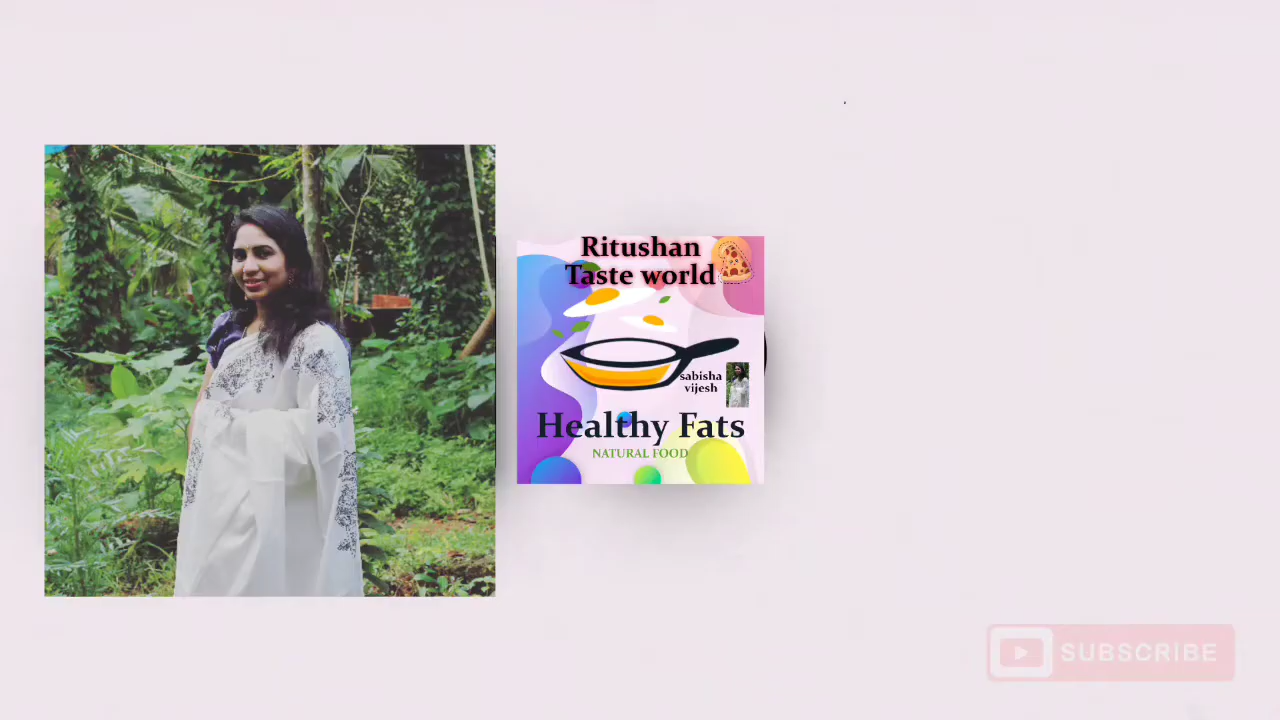 Ritushan
Taste world
sabisha
vijesh
Healthy Fats
NATURAL FOOD
SUBSCRIBE